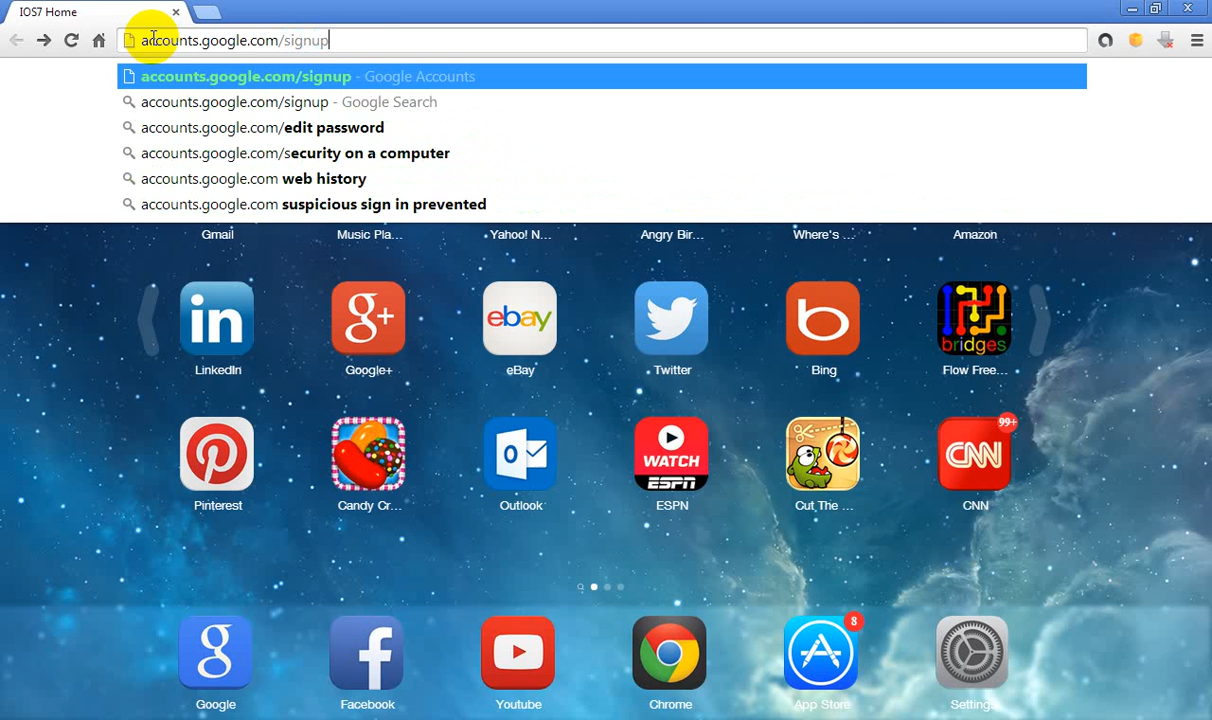 IOS7 Home
accounts.google.com/signup
accounts.google.com/signup - Google Accounts
accounts.google.com/signup - Google Search
accounts.google.com/edit password
accounts.google.com/security on a computer
accounts.google.com web history
accounts.google.com suspicious sign in prevented
Gmail Music Pla... Yahoo! N... Angry Bir... Where's ... Amazon
in g+ ebay b bridges
LinkedIn Google+ eBay Twitter Bing Flow Free...
99+
WATCH ESPN CNN
Pinterest Candy Cr... Outlook ESPN Cut The ... CNN
8
g f
Google Facebook Youtube Chrome App Store Settings